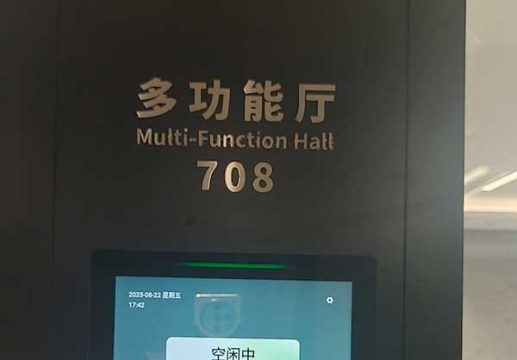 多功能厅
Multi-Function Hall
708
2025-08-22 星期五
17:42
空闲中